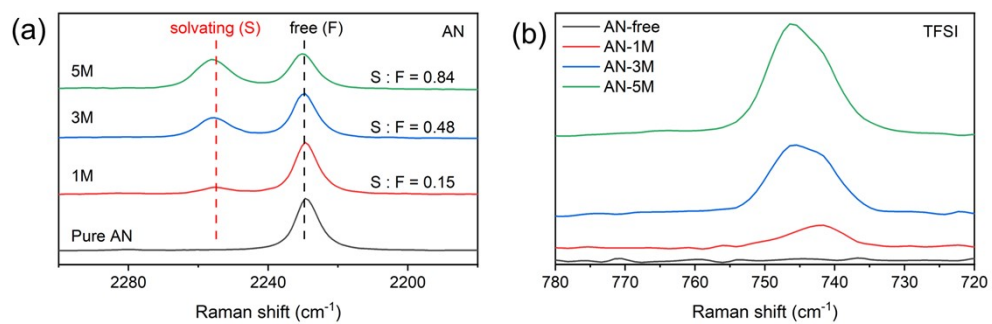 (a)
solvating (S)
free (F)
AN
5M
S : F = 0.84
3M
S : F = 0.48
1M
S : F = 0.15
Pure AN
2280
2240
2200
Raman shift (cm⁻¹)
(b)
AN-free
TFSI
AN-1M
AN-3M
AN-5M
780
770
760
750
740
730
720
Raman shift (cm⁻¹)